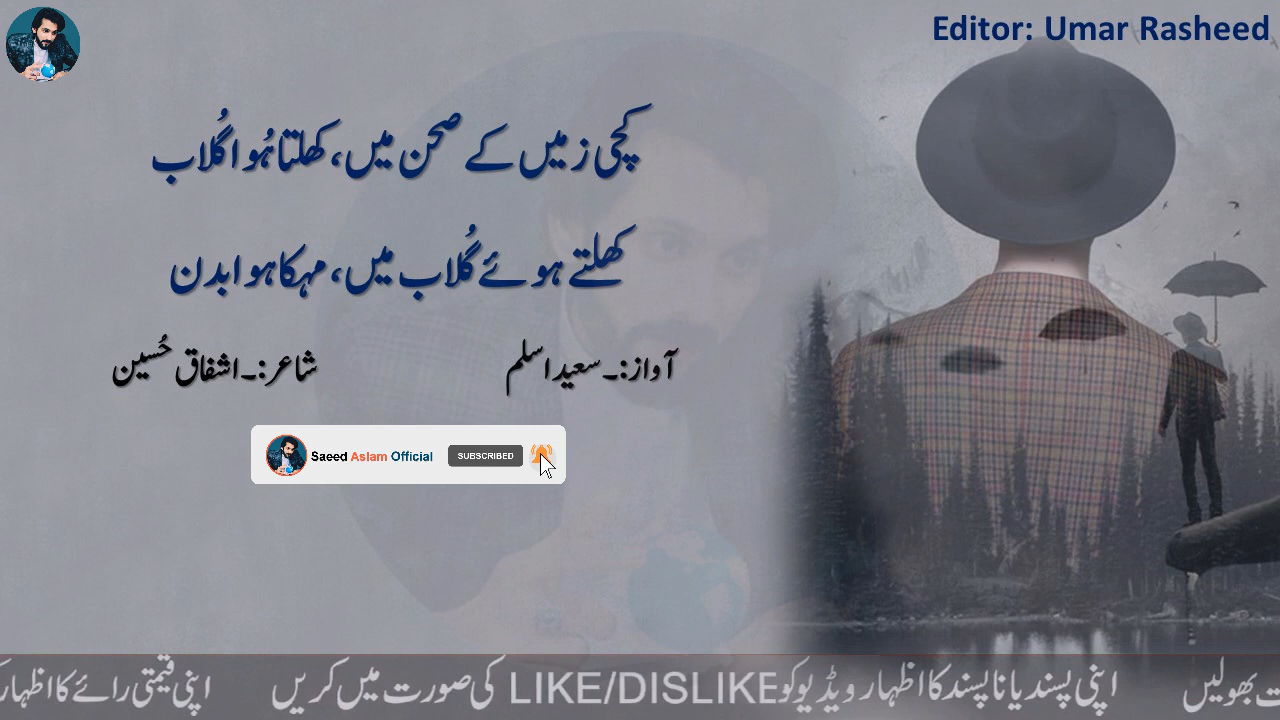 Editor: Umar Rasheed
کچی زمیں کے صحن میں، کھلتا ہُوا گُلاب
کھلتے ہوئے گُلاب میں، مہکا ہوا بدن
آواز:۔ سعید اسلم
شاعر:۔ اشفاق حُسین
Saeed Aslam Official SUBSCRIBED
بھولیں اپنی پسند یا ناپسند کا اظہار ویڈیو کو LIKE/DISLIKE کی صورت میں کریں اپنی قیمتی رائے کا اظہار